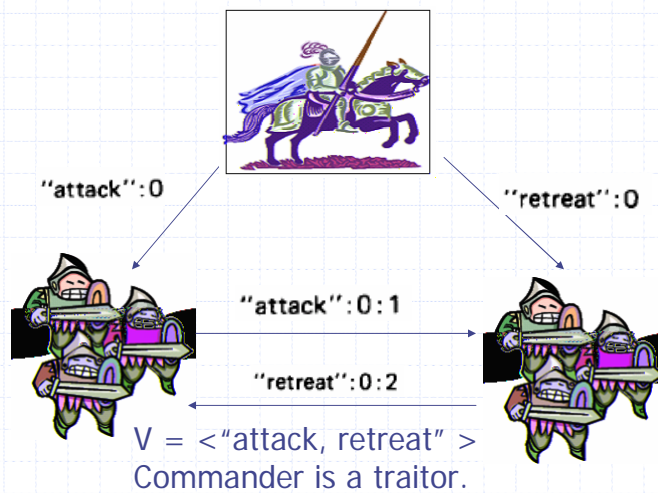 "attack":0
"retreat":0
"attack":0:1
"retreat":0:2
V = <"attack, retreat" >
Commander is a traitor.